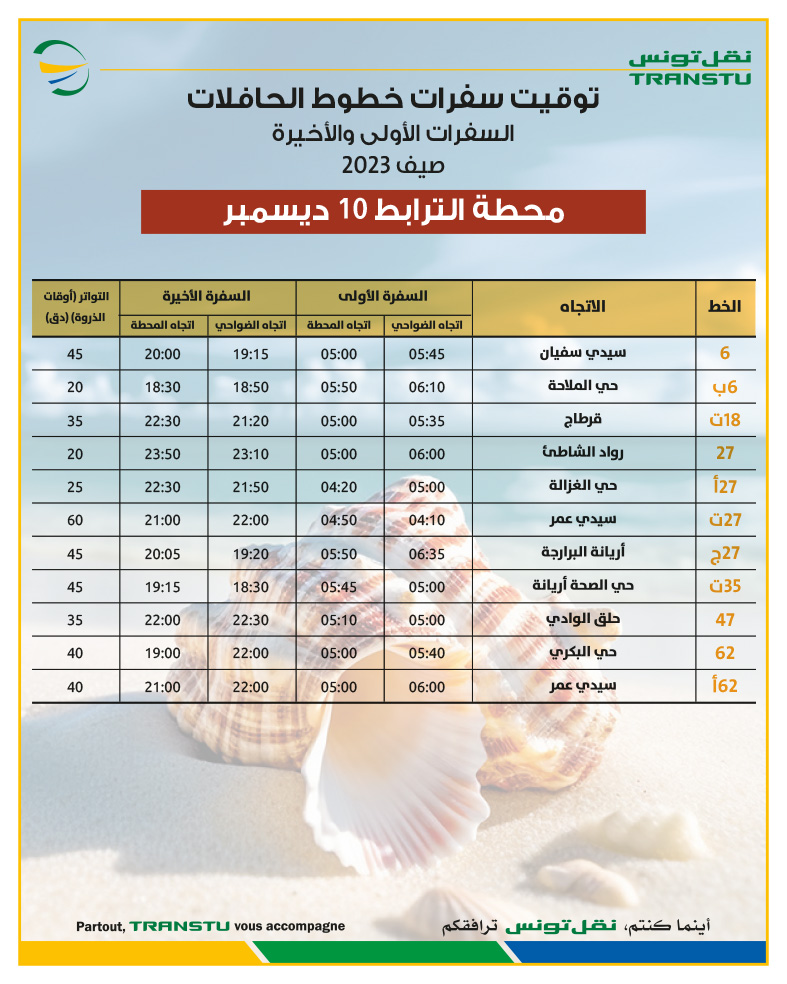 نقل تونس
TRANSTU
توقيت سفرات خطوط الحافلات
السفرات الأولى والأخيرة
صيف 2023
محطة الترابط 10 ديسمبر
الخط الاتجاه السفرة الأولى السفرة الأخيرة التواتر (أوقات الذروة) (دق)
اتجاه الضواحي اتجاه المحطة اتجاه الضواحي اتجاه المحطة
6 سيدي سفيان 05:45 05:00 19:15 20:00 45
6ب حي الملاحة 06:10 05:50 18:50 18:30 20
18ت قرطاج 05:35 05:00 21:20 22:30 35
27 رواد الشاطئ 06:00 05:00 23:10 23:50 20
27أ حي الغزالة 05:00 04:20 21:50 22:30 25
27ت سيدي عمر 04:10 04:50 22:00 21:00 60
27ج أريانة البرارجة 06:35 05:50 19:20 20:05 45
35ت حي الصحة أريانة 05:00 05:45 18:30 19:15 45
47 حلق الوادي 05:00 05:10 22:30 22:00 35
62 حي البكري 05:40 05:00 22:00 19:00 40
62أ سيدي عمر 06:00 05:00 22:00 21:00 40
أينما كنتم، نقل تونس ترافقكم
Partout, TRANSTU vous accompagne